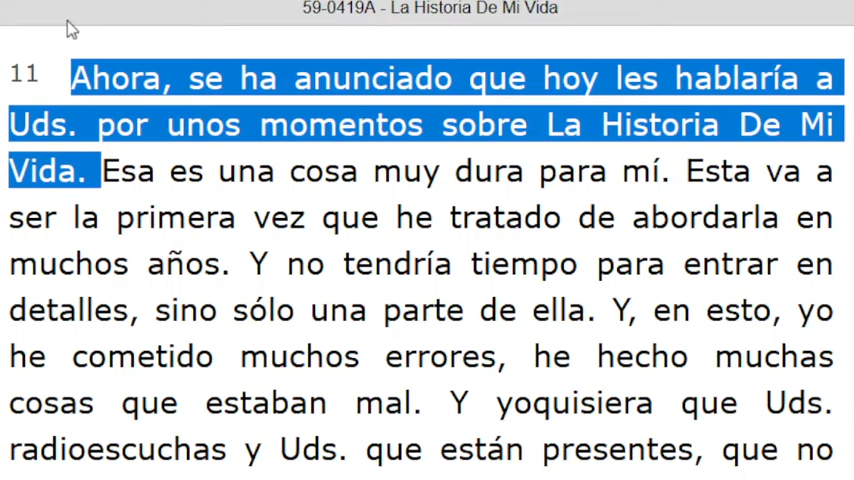 59-0419A - La Historia De Mi Vida
11 Ahora, se ha anunciado que hoy les hablaría a
Uds. por unos momentos sobre La Historia De Mi
Vida. Esa es una cosa muy dura para mí. Esta va a
ser la primera vez que he tratado de abordarla en
muchos años. Y no tendría tiempo para entrar en
detalles, sino sólo una parte de ella. Y, en esto, yo
he cometido muchos errores, he hecho muchas
cosas que estaban mal. Y yoquisiera que Uds.
radioescuchas y Uds. que están presentes, que no